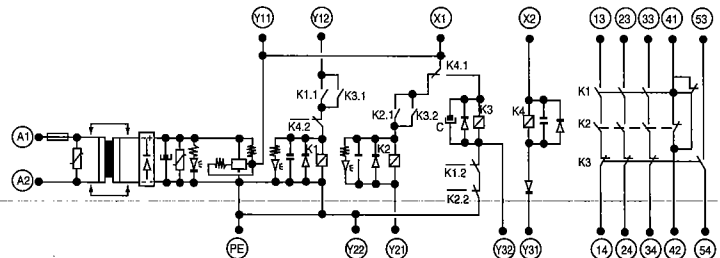 Y11 Y12 X1 X2 13 23 33 41 53
K4.1
K1.1 K3.1 K1
K2.1 K3.2 K3 K4
C
K4.2 K2
A1 K1 K2
K1.2 K3
A2
K2.2
PE Y22 Y21 Y32 Y31 14 24 34 42 54